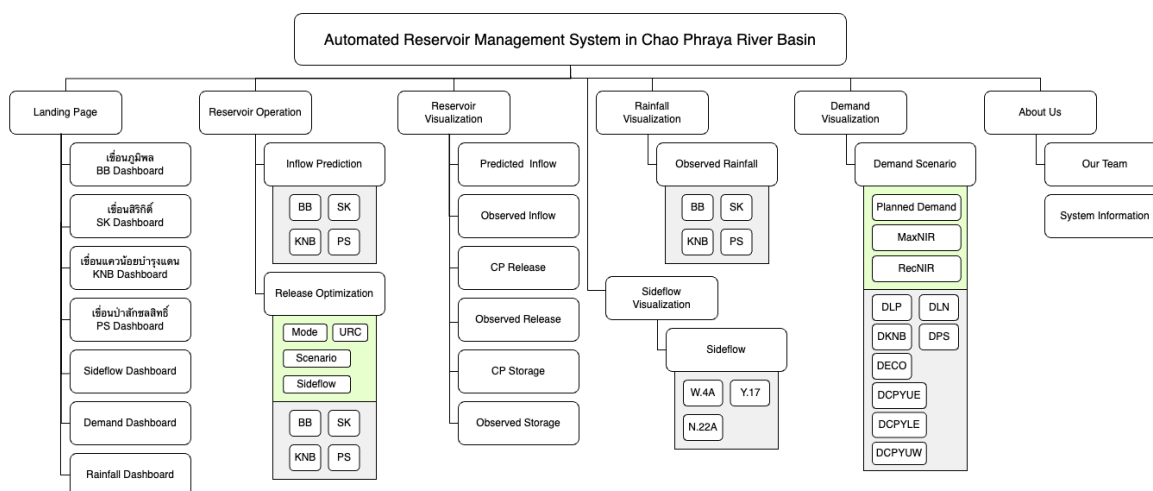 Automated Reservoir Management System in Chao Phraya River Basin
Landing Page
เขื่อนภูมิพล
BB Dashboard
เขื่อนสิริกิติ์
SK Dashboard
เขื่อนแควน้อยบำรุงแดน
KNB Dashboard
เขื่อนป่าสักชลสิทธิ์
PS Dashboard
Sideflow Dashboard
Demand Dashboard
Rainfall Dashboard
Reservoir Operation
Inflow Prediction
BB
SK
KNB
PS
Release Optimization
Mode
URC
Scenario
Sideflow
BB
SK
KNB
PS
Reservoir
Visualization
Predicted Inflow
Observed Inflow
CP Release
Observed Release
CP Storage
Observed Storage
Rainfall
Visualization
Observed Rainfall
BB
SK
KNB
PS
Sideflow
Visualization
Sideflow
W.4A
Y.17
N.22A
Demand
Visualization
Demand Scenario
Planned Demand
MaxNIR
RecNIR
DLP
DLN
DKNB
DPS
DECO
DCPYUE
DCPYLE
DCPYUW
About Us
Our Team
System Information